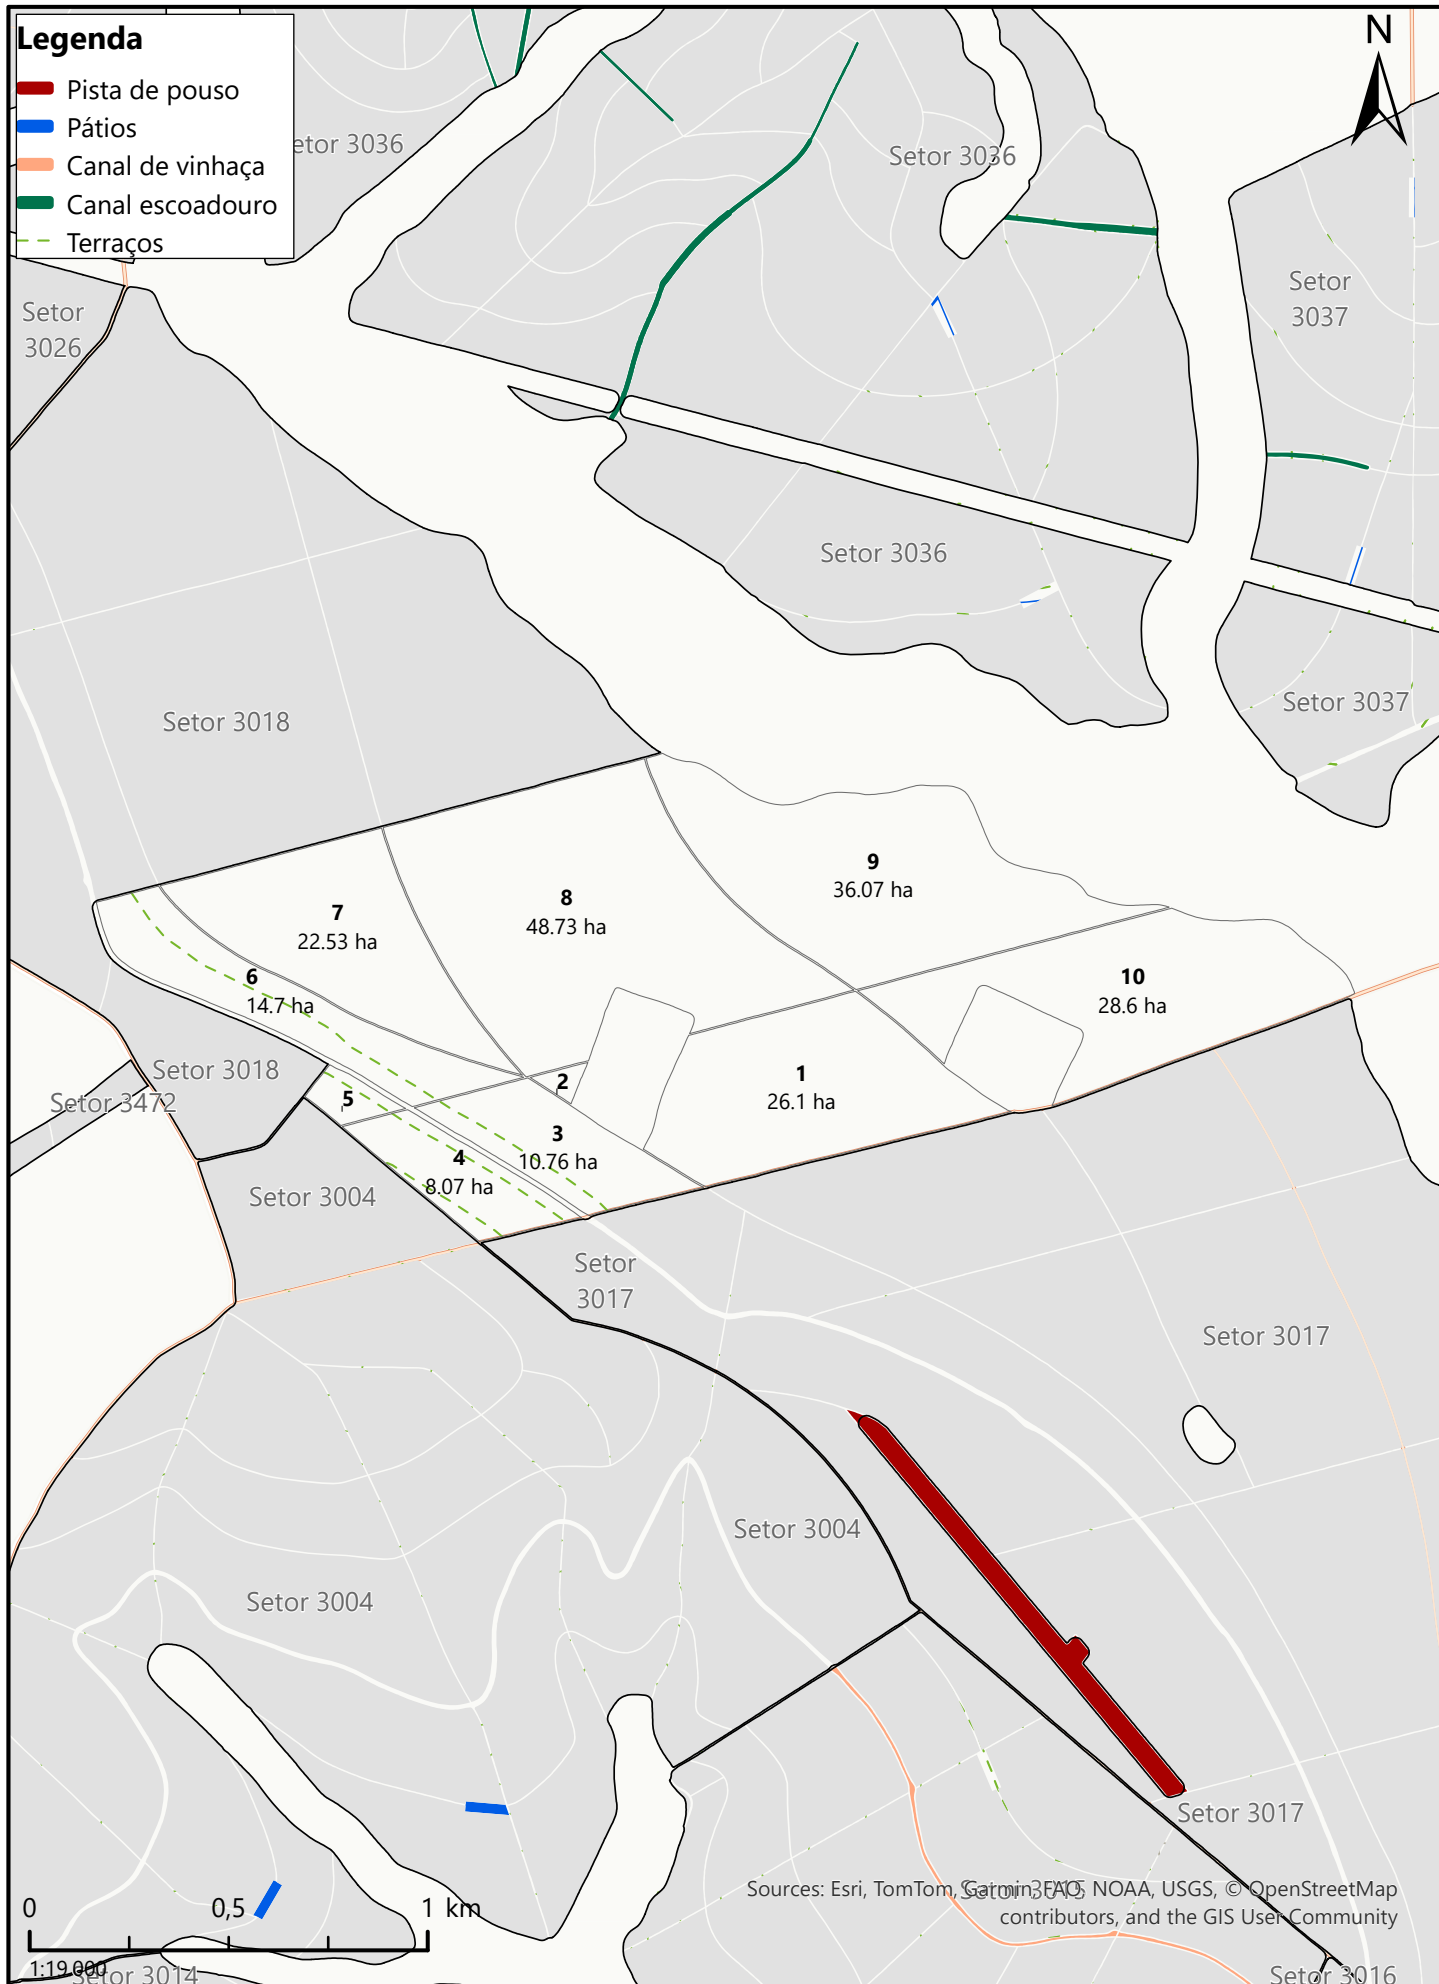 Legenda
Pista de pouso
Pátios
Canal de vinhaça
Canal escoadouro
Terraços
N
etor 3036
Setor 3036
Setor
3026
Setor
3037
Setor 3036
Setor 3037
Setor 3018
9
36.07 ha
8
48.73 ha
7
22.53 ha
6
14.7 ha
10
28.6 ha
Setor 3018
Setor 3472
5
2
1
26.1 ha
3
10.76 ha
4
8.07 ha
Setor 3004
Setor
3017
Setor 3017
Setor 3004
Setor 3004
Setor 3017
Sources: Esri, TomTom, Garmin, FAO, NOAA, USGS, © OpenStreetMap
contributors, and the GIS User Community
0 0,5 1 km
1:19.000
Setor 3014
Setor 3016